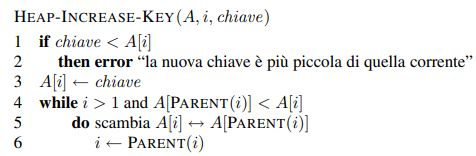 HEAP-INCREASE-KEY(A, i, chiave)
1 if chiave < A[i]
2 then error “la nuova chiave è più piccola di quella corrente”
3 A[i] ← chiave
4 while i > 1 and A[PARENT(i)] < A[i]
5 do scambia A[i] ↔ A[PARENT(i)]
6 i ← PARENT(i)